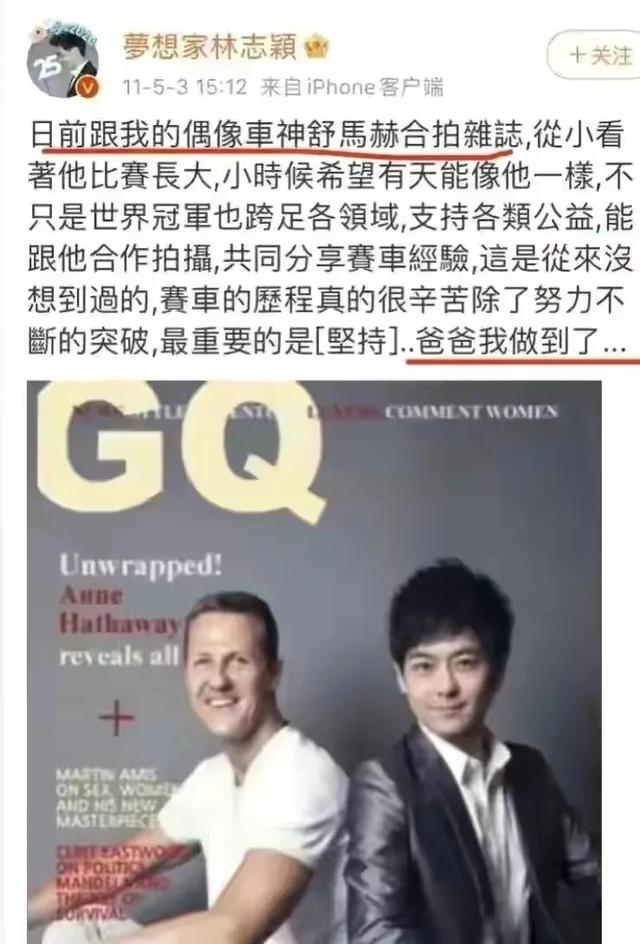 夢想家林志穎
11-5-3 15:12 来自iPhone客户端
+关注
25
日前跟我的偶像車神舒馬赫合拍雜誌,從小看
著他比賽長大,小時候希望有天能像他一樣,不
只是世界冠軍也跨足各領域,支持各類公益,能
跟他合作拍攝,共同分享賽車經驗,這是從來沒
想到過的,賽車的歷程真的很辛苦除了努力不
斷的突破,最重要的是[堅持]..爸爸我做到了...
COMMENT WOMEN
GQ
Unwrapped!
Anne
Hathaway
reveals all
+
MARTIN AMIS
ON SEX, WOMEN
AND HIS NEW
MASTERPIECE
CLINT EASTWOOD
ON POLITICS
MANDELA AND
SURVIVAL